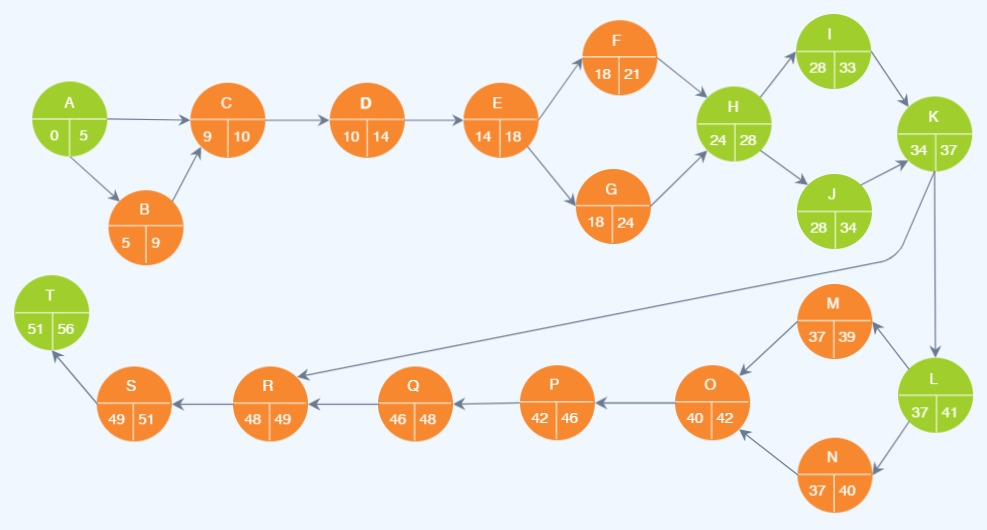 A
0 5
B
5 9
C
9 10
D
10 14
E
14 18
F
18 21
G
18 24
H
24 28
I
28 33
J
28 34
K
34 37
L
37 41
M
37 39
N
37 40
O
40 42
P
42 46
Q
46 48
R
48 49
S
49 51
T
51 56